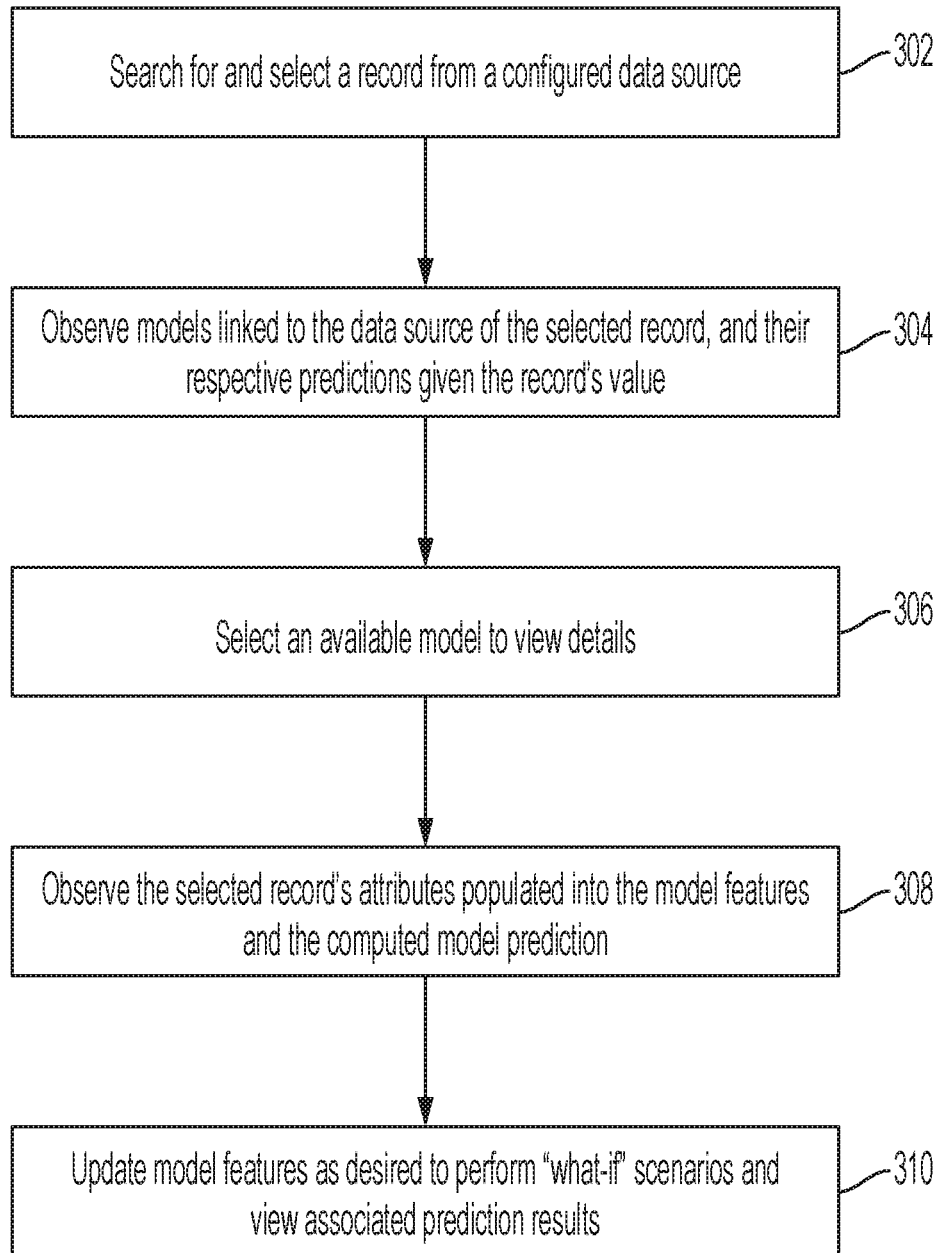 Search for and select a record from a configured data source
302
Observe models linked to the data source of the selected record, and their
respective predictions given the record's value
304
Select an available model to view details
306
Observe the selected record's attributes populated into the model features
and the computed model prediction
308
Update model features as desired to perform “what-if” scenarios and
view associated prediction results
310